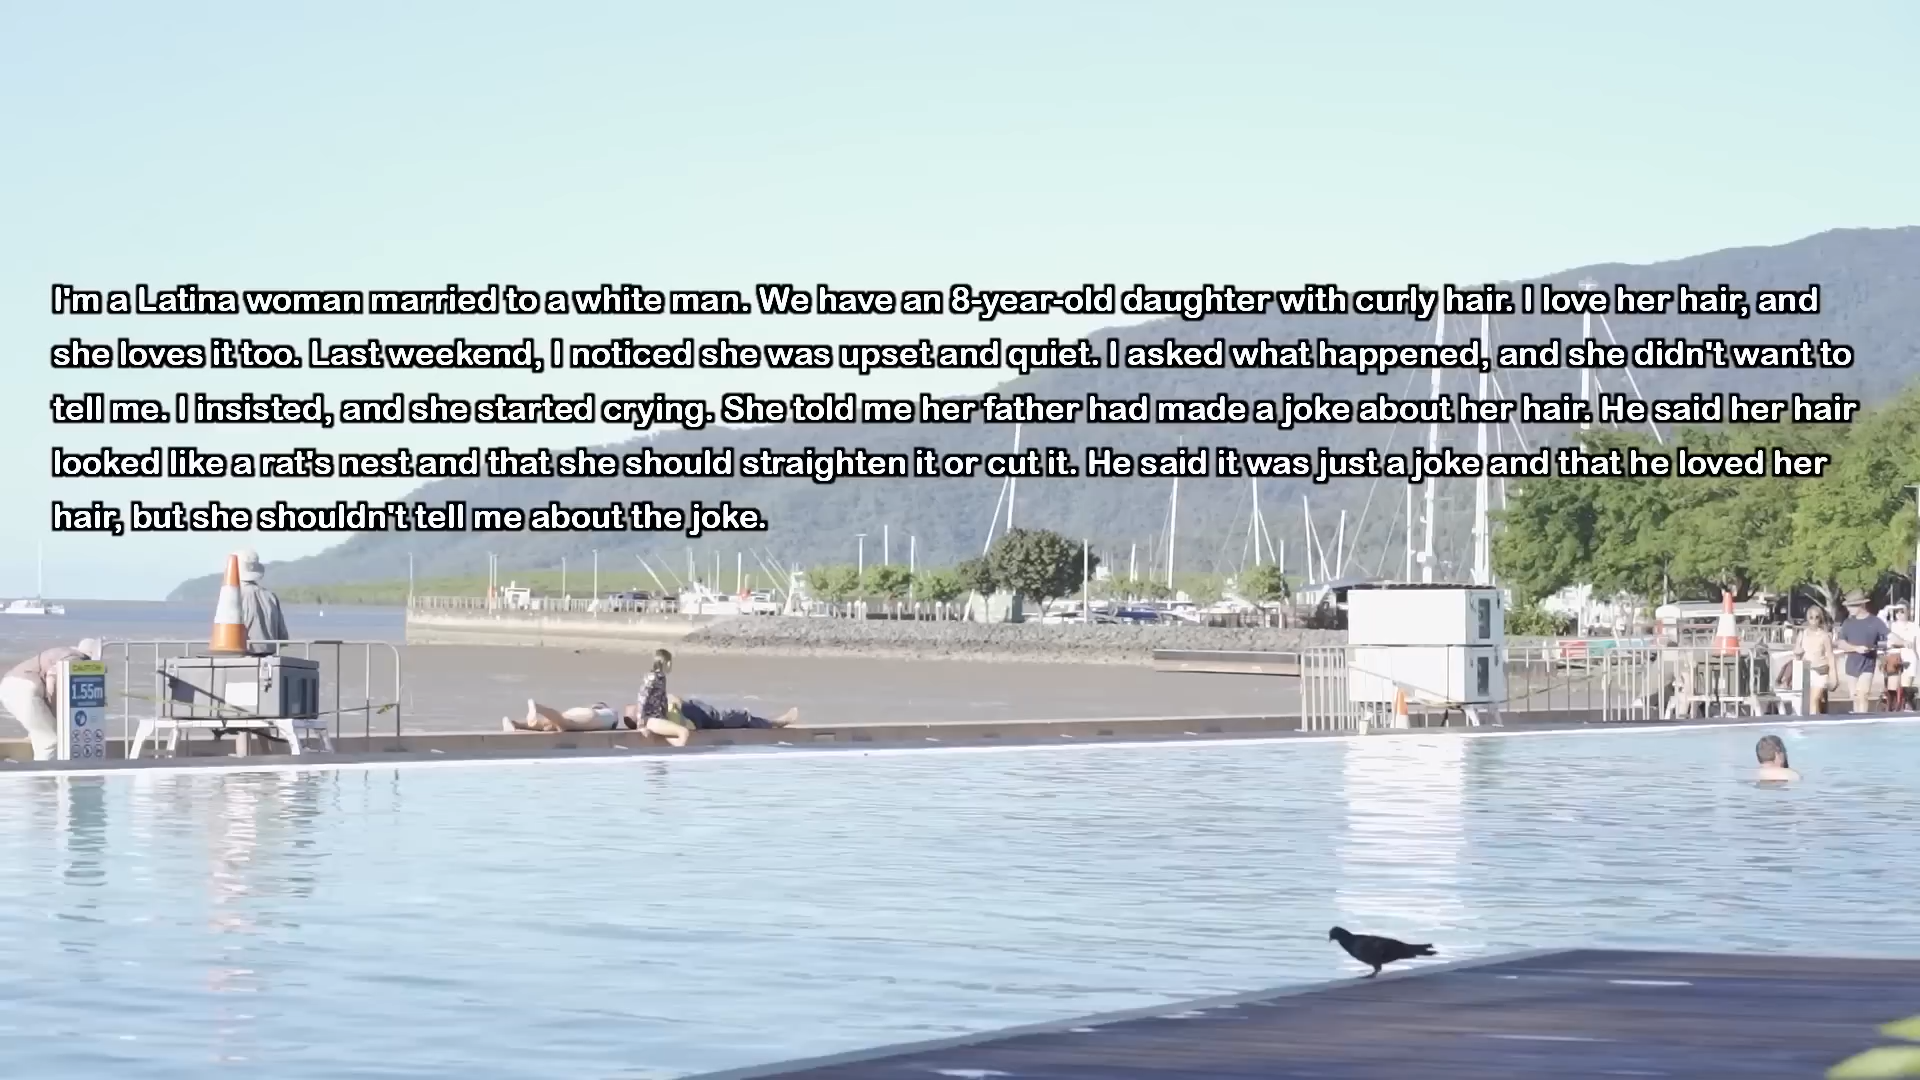 I'm a Latina woman married to a white man. We have an 8-year-old daughter with curly hair. I love her hair, and
she loves it too. Last weekend, I noticed she was upset and quiet. I asked what happened, and she didn't want to
tell me. I insisted, and she started crying. She told me her father had made a joke about her hair. He said her hair
looked like a rat's nest and that she should straighten it or cut it. He said it was just a joke and that he loved her
hair, but she shouldn't tell me about the joke.
CAUTION
1.55m